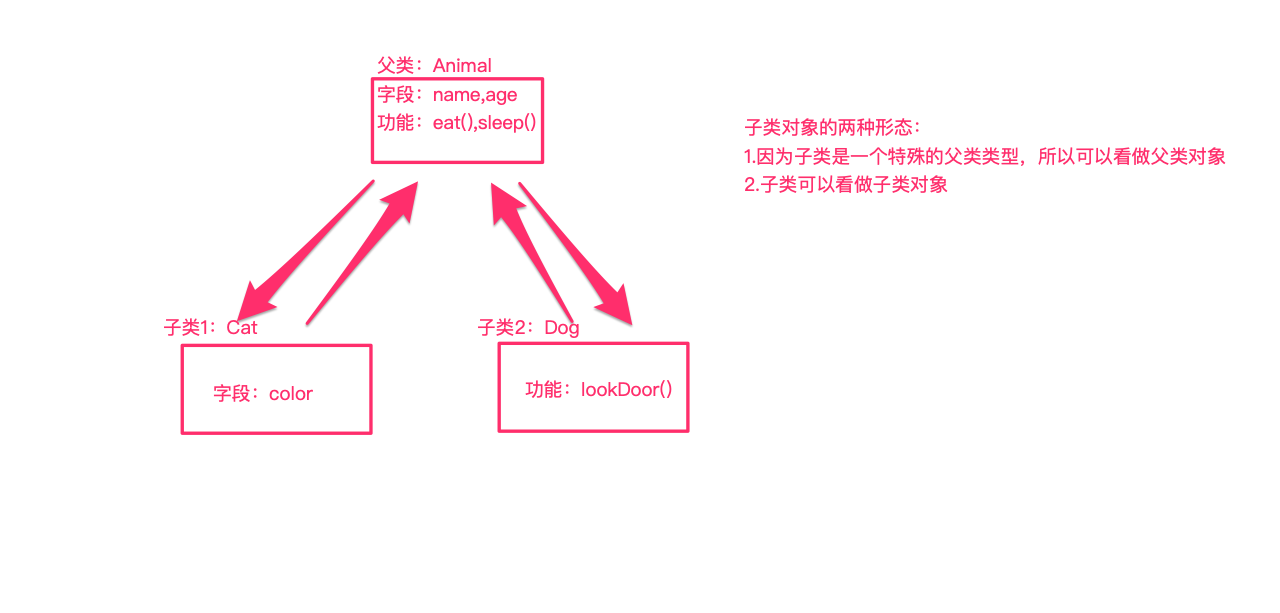 父类：Animal
字段：name,age
功能：eat(),sleep()
子类对象的两种形态：
1.因为子类是一个特殊的父类类型，所以可以看做父类对象
2.子类可以看做子类对象
子类1：Cat
子类2：Dog
字段：color
功能：lookDoor()